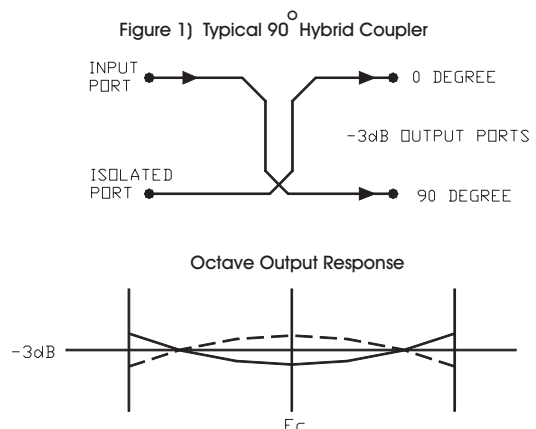 Figure 1) Typical 90° Hybrid Coupler
INPUT
PORT
0 DEGREE
-3dB OUTPUT PORTS
ISOLATED
PORT
90 DEGREE
Octave Output Response
-3dB
Fc